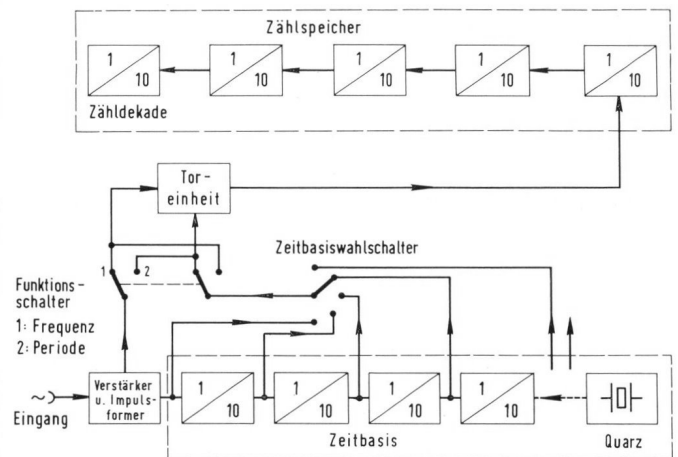 Zählspeicher
1
10
1
10
1
10
1
10
1
10
Zähldekade
Tor-
einheit
Zeitbasiswahlschalter
1
2
Funktions-
schalter
1: Frequenz
2: Periode
Verstärker
u. Impuls-
former
Eingang
1
10
1
10
1
10
1
10
Zeitbasis
Quarz